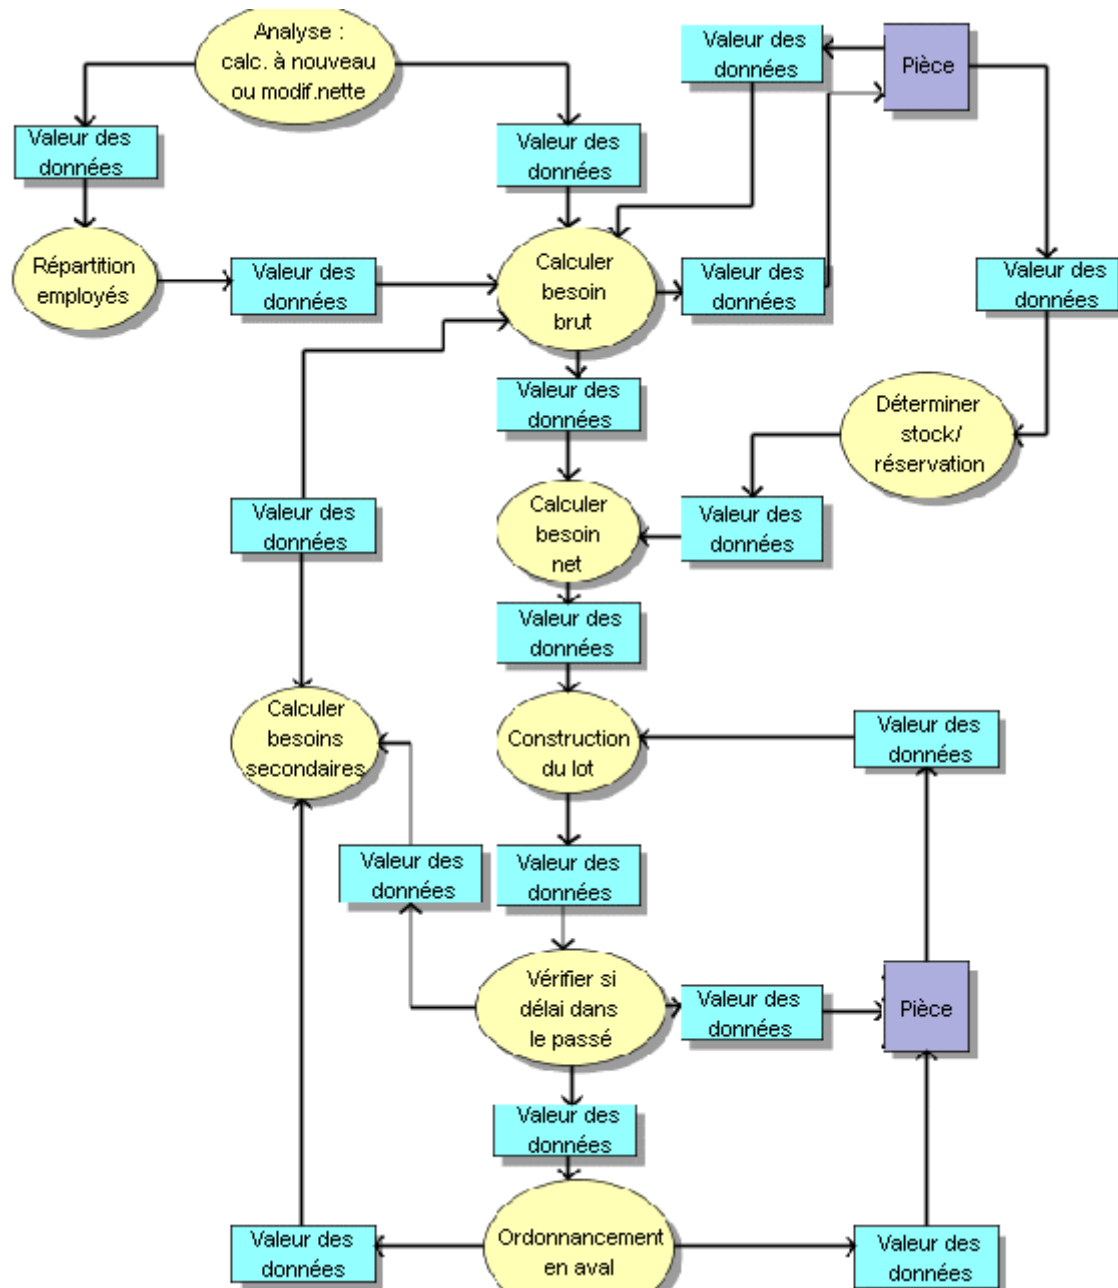 Analyse :
calc. à nouveau
ou modif.nette
Valeur des
données
Pièce
Valeur des
données
Valeur des
données
Répartition
employés
Valeur des
données
Calculer
besoin
brut
Valeur des
données
Valeur des
données
Valeur des
données
Déterminer
stock/
réservation
Valeur des
données
Calculer
besoin
net
Valeur des
données
Valeur des
données
Calculer
besoins
secondaires
Construction
du lot
Valeur des
données
Valeur des
données
Valeur des
données
Vérifier si
délai dans
le passé
Valeur des
données
Pièce
Valeur des
données
Valeur des
données
Ordonnancement
en aval
Valeur des
données